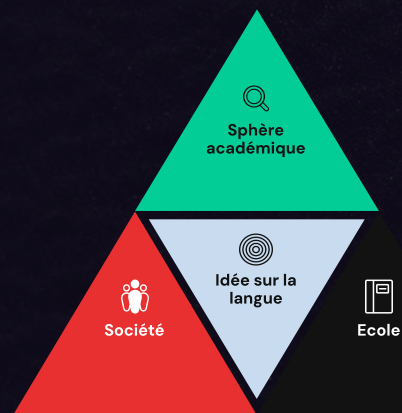 Sphère
académique
Idée sur la
langue
Société
Ecole